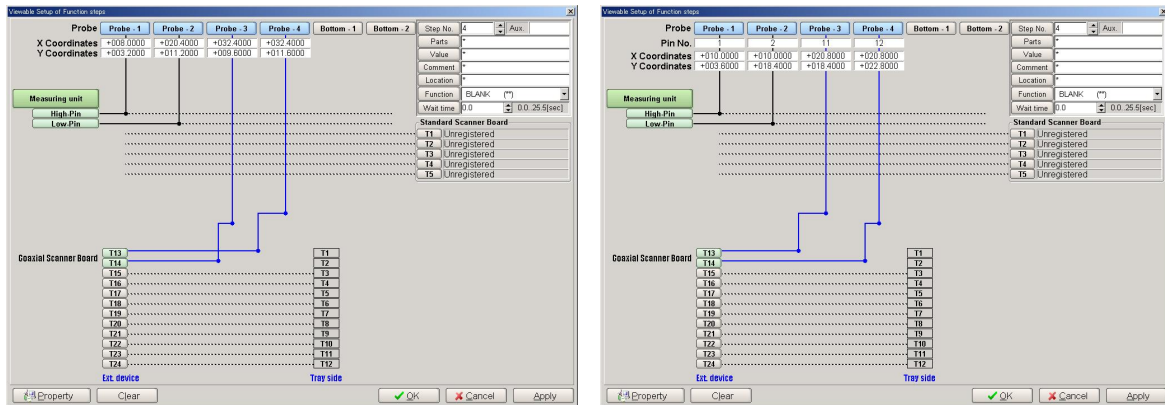 Viewable Setup of Function steps
Probe Probe - 1 Probe - 2 Probe - 3 Probe - 4 Bottom - 1 Bottom - 2 Step No. 4 Aux.
X Coordinates +008.0000 +020.4000 +032.4000 +032.4000 Parts *
Y Coordinates +003.2000 +011.2000 +009.6000 +011.6000 Value *
Comment *
Location *
Function BLANK (**)
Wait time 0.0 0.0..25.5[sec]
Measuring unit
High-Pin
Low-Pin
Standard Scanner Board
T1 Unregistered
T2 Unregistered
T3 Unregistered
T4 Unregistered
T5 Unregistered
Coaxial Scanner Board
T13 T1
T14 T2
T15 T3
T16 T4
T17 T5
T18 T6
T19 T7
T20 T8
T21 T9
T22 T10
T23 T11
T24 T12
Ext. device Tray side
Property Clear OK Cancel Apply
Viewable Setup of Function steps
Probe Probe - 1 Probe - 2 Probe - 3 Probe - 4 Bottom - 1 Bottom - 2 Step No. 4 Aux.
Pin No. 1 2 11 12 Parts *
X Coordinates +010.0000 +010.0000 +020.8000 +020.8000 Value *
Y Coordinates +003.6000 +018.4000 +018.4000 +022.8000 Comment *
Location *
Function BLANK (**)
Wait time 0.0 0.0..25.5[sec]
Measuring unit
High-Pin
Low-Pin
Standard Scanner Board
T1 Unregistered
T2 Unregistered
T3 Unregistered
T4 Unregistered
T5 Unregistered
Coaxial Scanner Board
T13 T1
T14 T2
T15 T3
T16 T4
T17 T5
T18 T6
T19 T7
T20 T8
T21 T9
T22 T10
T23 T11
T24 T12
Ext. device Tray side
Property Clear OK Cancel Apply